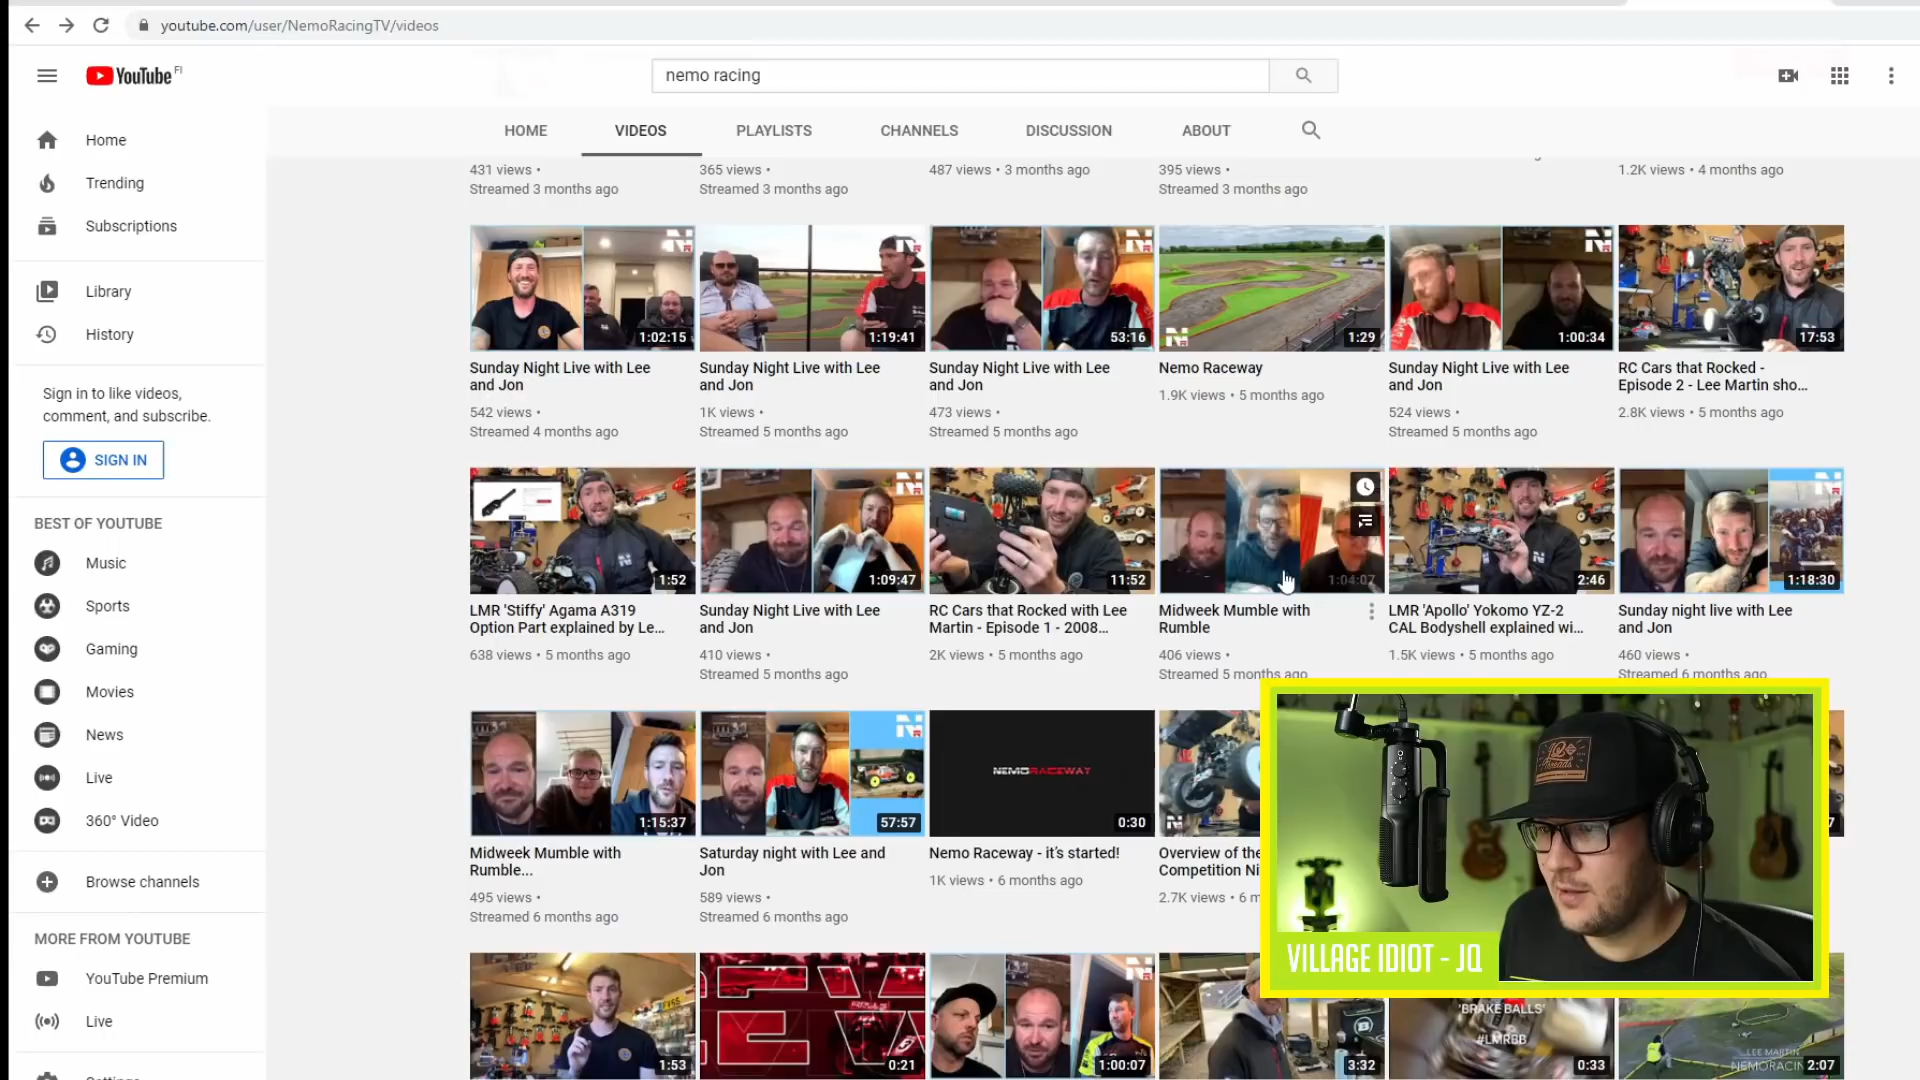 youtube.com/user/NemoRacingTV/videos
YouTube FI
nemo racing
HOME VIDEOS PLAYLISTS CHANNELS DISCUSSION ABOUT
Home
Trending
Subscriptions
Library
History
Sign in to like videos,
comment, and subscribe.
SIGN IN
BEST OF YOUTUBE
Music
Sports
Gaming
Movies
News
Live
360° Video
Browse channels
MORE FROM YOUTUBE
YouTube Premium
Live
431 views •
Streamed 3 months ago
365 views •
Streamed 3 months ago
487 views • 3 months ago
395 views •
Streamed 3 months ago
1.2K views • 4 months ago
1:02:15
Sunday Night Live with Lee
and Jon
542 views •
Streamed 4 months ago
1:19:41
Sunday Night Live with Lee
and Jon
1K views •
Streamed 5 months ago
53:16
Sunday Night Live with Lee
and Jon
473 views •
Streamed 5 months ago
1:29
Nemo Raceway
1.9K views • 5 months ago
1:00:34
Sunday Night Live with Lee
and Jon
524 views •
Streamed 5 months ago
17:53
RC Cars that Rocked -
Episode 2 - Lee Martin sho...
2.8K views • 5 months ago
1:52
LMR 'Stiffy' Agama A319
Option Part explained by Le...
638 views • 5 months ago
1:09:47
Sunday Night Live with Lee
and Jon
410 views •
Streamed 5 months ago
11:52
RC Cars that Rocked with Lee
Martin - Episode 1 - 2008...
2K views • 5 months ago
1:04:07
Midweek Mumble with
Rumble
406 views •
Streamed 5 months ago
2:46
LMR 'Apollo' Yokomo YZ-2
CAL Bodyshell explained wi...
1.5K views • 5 months ago
1:18:30
Sunday night live with Lee
and Jon
460 views •
Streamed 6 months ago
1:15:37
Midweek Mumble with
Rumble...
495 views •
Streamed 6 months ago
57:57
Saturday night with Lee and
Jon
589 views •
Streamed 6 months ago
NEMORACEWAY
0:30
Nemo Raceway - it's started!
1K views • 6 months ago
Overview of the
Competition Ni
2.7K views • 6 m
VILLAGE IDIOT - JQ
1:53
0:21
1:00:07
3:32
'BRAKE BALLS'
#LMRBB
0:33
LEE MARTIN
NEMORACIN
2:07